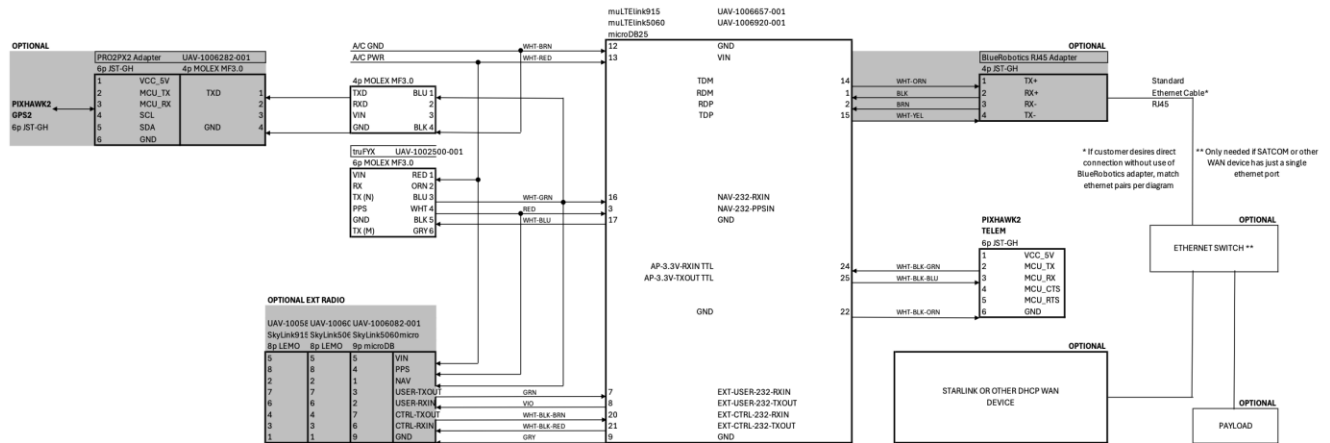 muLTElink915 UAV-1006657-001
muLTElink5060 UAV-1006920-001
microDB25
OPTIONAL
PRO2PX2 Adapter UAV-1006282-001
6p JST-GH 4p MOLEX MF3.0
1 VCC_5V
2 MCU_TX TXD 1
3 MCU_RX 2
4 SCL 3
5 SDA GND 4
6 GND
PIXHAWK2
GPS2
6p JST-GH
A/C GND WHT-BRN 12 GND
A/C PWR WHT-RED 13 VIN
4p MOLEX MF3.0
TXD BLU 1
RXD 2
VIN 3
GND BLK 4
truFYX UAV-1002500-001
6p MOLEX MF3.0
VIN RED 1
RX ORN 2
TX (N) BLU 3
PPS WHT 4
GND BLK 5
TX (M) GRY 6
WHT-GRN 16 NAV-232-RXIN
RED 3 NAV-232-PPSIN
WHT-BLU 17 GND
TDM 14 WHT-ORN
RDM 1 BLK
RDP 2 BRN
TDP 15 WHT-YEL
OPTIONAL
BlueRobotics RJ45 Adapter
4p JST-GH
1 TX+
2 RX+
3 RX-
4 TX-
Standard
Ethernet Cable*
RJ45
* If customer desires direct
connection without use of
BlueRobotics adapter, match
ethernet pairs per diagram
** Only needed if SATCOM or other
WAN device has just a single
ethernet port
AP-3.3V-RXIN TTL 24 WHT-BLK-GRN
AP-3.3V-TXOUT TTL 25 WHT-BLK-BLU
GND 22 WHT-BLK-ORN
PIXHAWK2
TELEM
6p JST-GH
1 VCC_5V
2 MCU_TX
3 MCU_RX
4 MCU_CTS
5 MCU_RTS
6 GND
OPTIONAL
ETHERNET SWITCH **
OPTIONAL EXT RADIO
UAV-1005 UAV-1006 UAV-1006082-001
SkyLink915 SkyLink506 SkyLink5060micro
8p LEMO 8p LEMO 9p microDB
5 5 5 VIN
8 8 4 PPS
2 2 1 NAV
7 7 3 USER-TXOUT GRN 7 EXT-USER-232-RXIN
6 6 2 USER-RXIN VIO 8 EXT-USER-232-TXOUT
4 4 7 CTRL-TXOUT WHT-BLK-BRN 20 EXT-CTRL-232-RXIN
3 3 6 CTRL-RXIN WHT-BLK-RED 21 EXT-CTRL-232-TXOUT
1 1 9 GND GRY 9 GND
OPTIONAL
STARLINK OR OTHER DHCP WAN
DEVICE
OPTIONAL
PAYLOAD